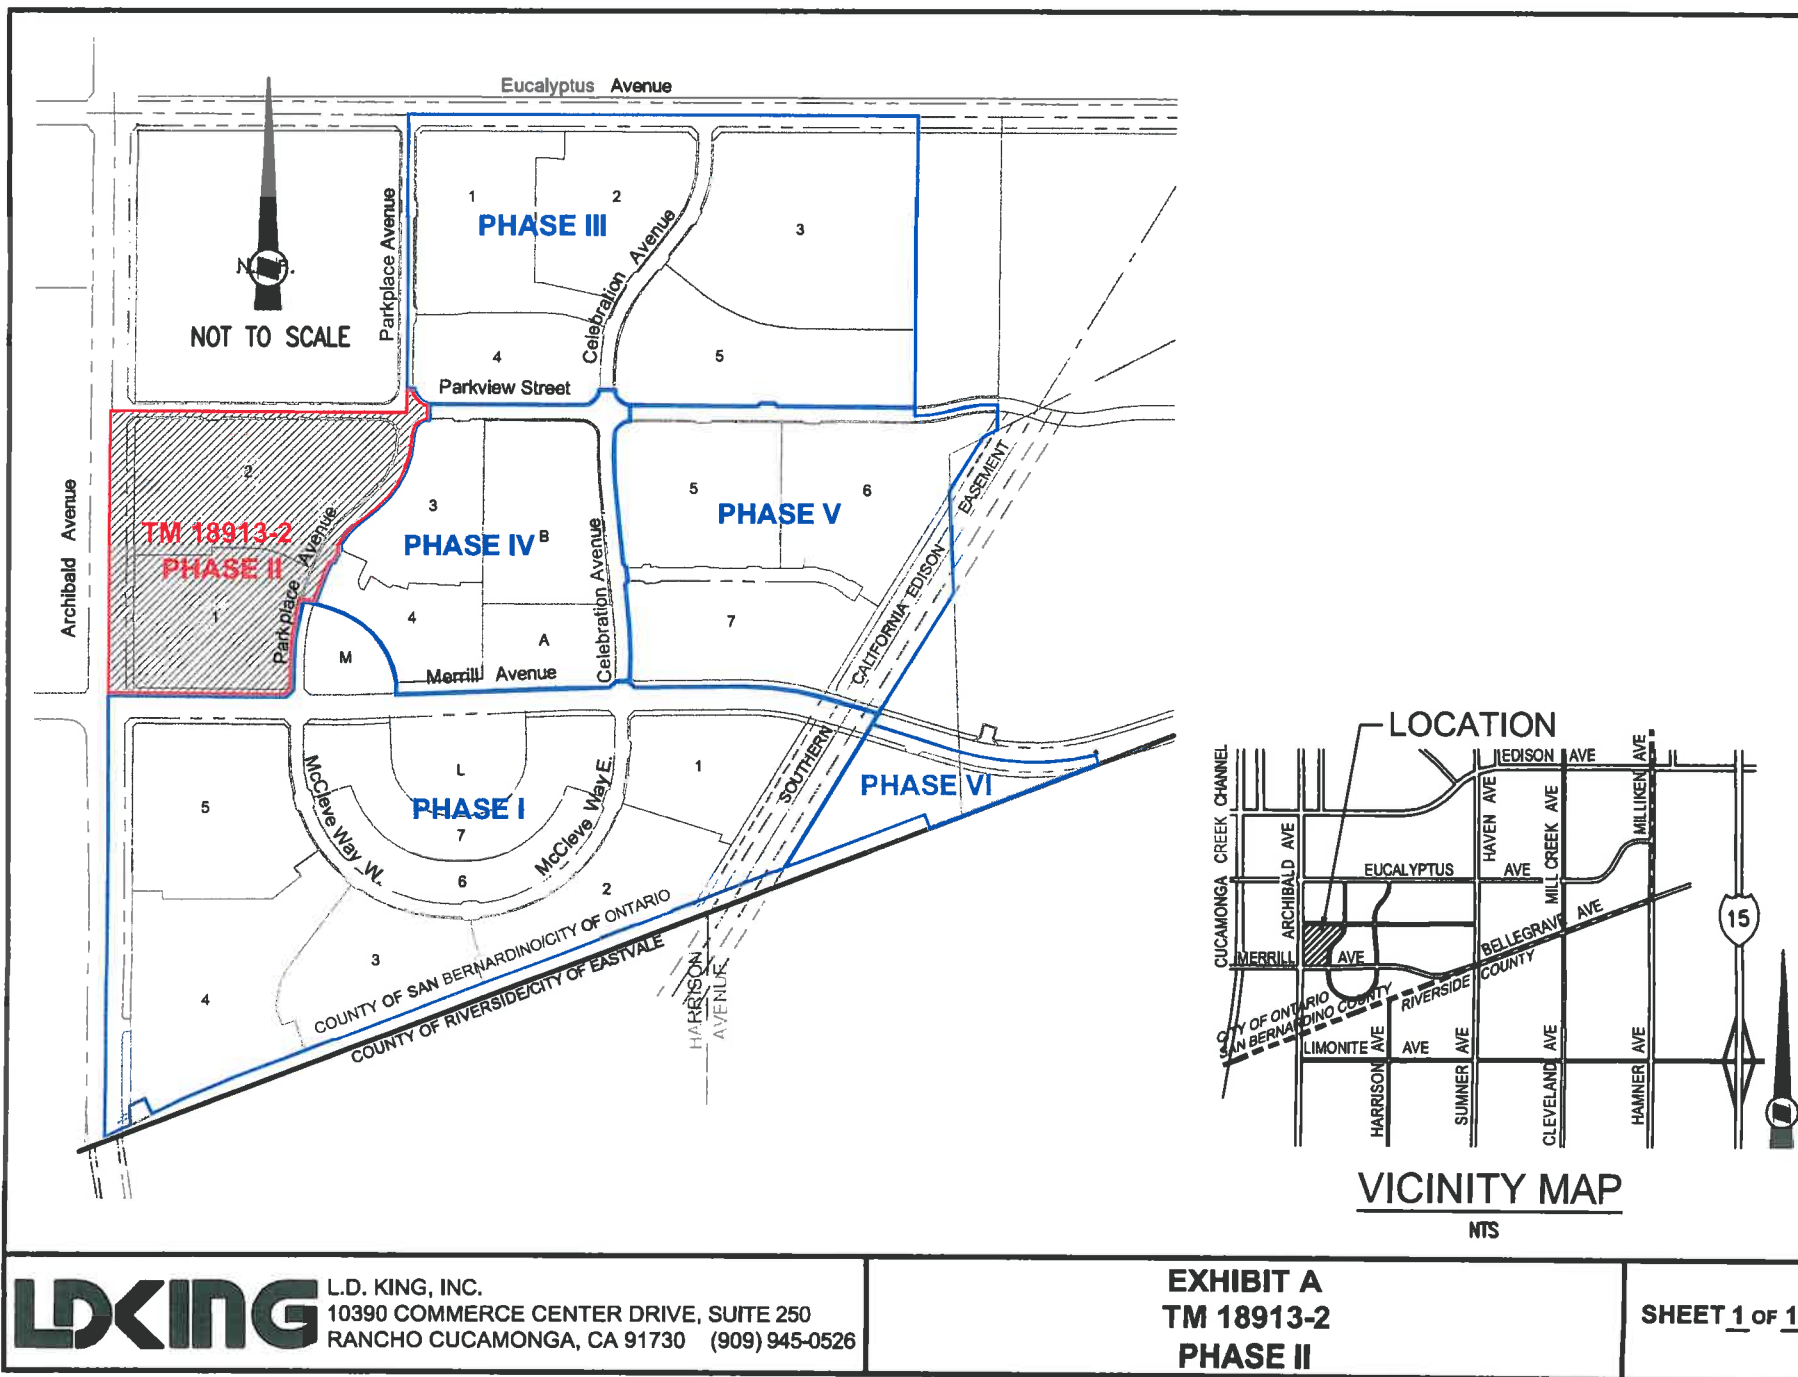 Eucalyptus Avenue
Parkplace Avenue
1
PHASE III
2
Celebration Avenue
3
NOT TO SCALE
4
5
Parkview Street
Archibald Avenue
2
TM 18913-2
PHASE II
1
Parkplace Avenue
3
PHASE IV
B
4
A
M
Merrill Avenue
Celebration Avenue
5
6
PHASE V
7
SOUTHERN CALIFORNIA EDISON EASEMENT
5
McCleve Way W.
L
PHASE I
7
6
McCleve Way E.
1
2
PHASE VI
3
4
COUNTY OF SAN BERNARDINO/CITY OF ONTARIO
COUNTY OF RIVERSIDE/CITY OF EASTVALE
HARRISON
AVENUE
LOCATION
CUCAMONGA CREEK CHANNEL
ARCHIBALD AVE
EDISON AVE
HAVEN AVE
MILL CREEK AVE
MILLIKEN AVE
EUCALYPTUS AVE
MERRILL AVE
BELLEGRAVE AVE
15
CITY OF ONTARIO
SAN BERNARDINO COUNTY
RIVERSIDE COUNTY
LIMONITE AVE
HARRISON AVE
SUMNER AVE
CLEVELAND AVE
HAMNER AVE
VICINITY MAP
NTS
LDKING
L.D. KING, INC.
10390 COMMERCE CENTER DRIVE, SUITE 250
RANCHO CUCAMONGA, CA 91730 (909) 945-0526
EXHIBIT A
TM 18913-2
PHASE II
SHEET 1 OF 1